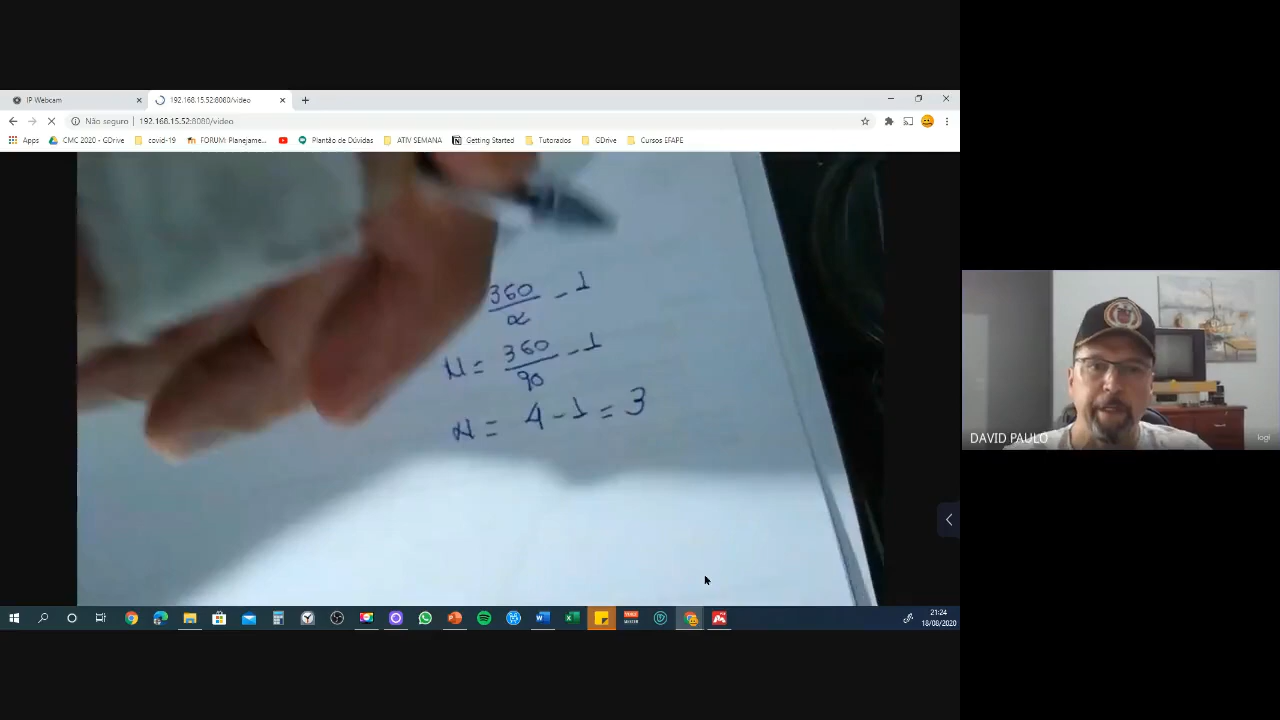 IP Webcam
192.168.15.52:8080/video
Não seguro
192.168.15.52:8080/video
Apps
CMC 2020 - GDrive
covid-19
FORUM: Planejame...
Plantão de Dúvidas
ATIV SEMANA
Getting Started
Tutorados
GDrive
Cursos EFAPE
360/α - 1
N = 360/90 - 1
N = 4 - 1 = 3
DAVID PAULO
logi
21:24
18/08/2020